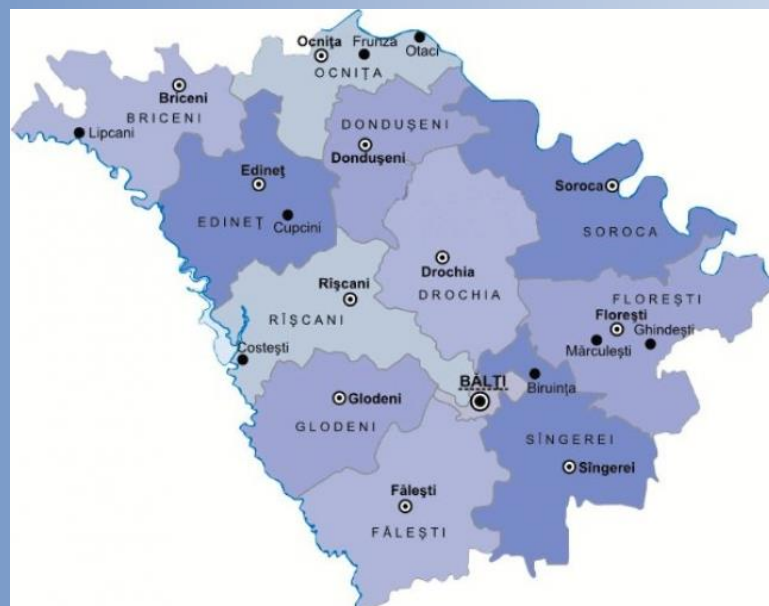 Ocnița
Frunză
Otaci
OCNIȚA
Briceni
BRICENI
Lipcani
DONDUȘENI
Dondușeni
Edineț
EDINEȚ
Cupcini
Soroca
SOROCA
Drochia
DROCHIA
Rîșcani
RÎȘCANI
Costești
FLOREȘTI
Florești
Ghindești
Mărculești
BĂLȚI
Biruința
Glodeni
GLODENI
SÎNGEREI
Sîngerei
Fălești
FĂLEȘTI